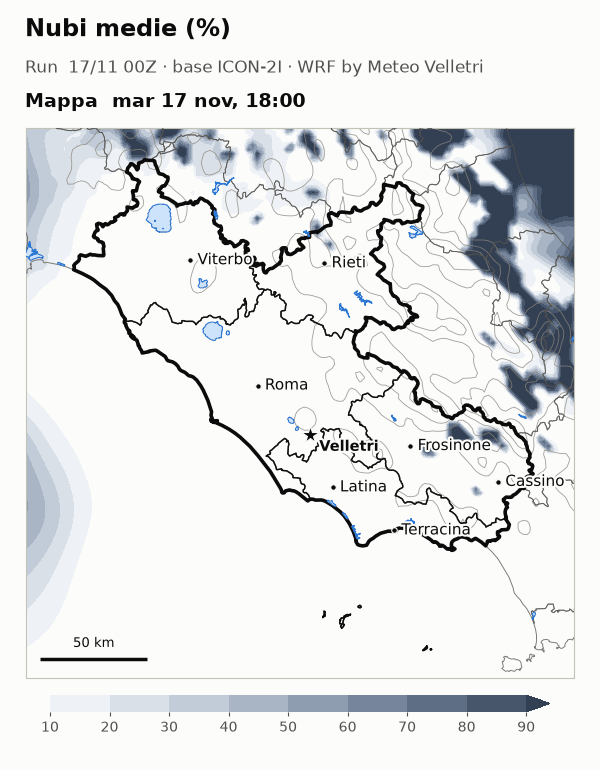 Nubi medie (%)
Run 17/11 00Z · base ICON-2I · WRF by Meteo Velletri
Mappa mar 17 nov, 18:00
Viterbo
Rieti
Roma
Velletri
Frosinone
Cassino
Latina
Terracina
50 km
10 20 30 40 50 60 70 80 90